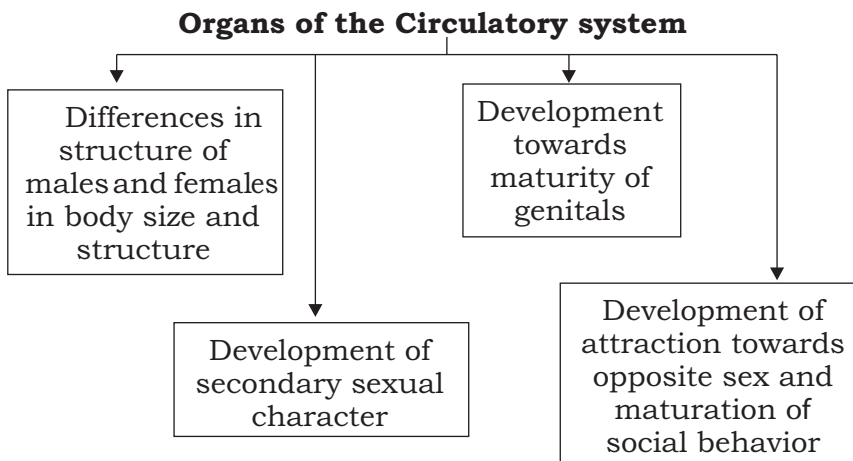 Organs of the Circulatory system
Differences in
structure of
males and females
in body size and
structure
Development of
secondary sexual
character
Development
towards
maturity of
genitals
Development of
attraction towards
opposite sex and
maturation of
social behavior